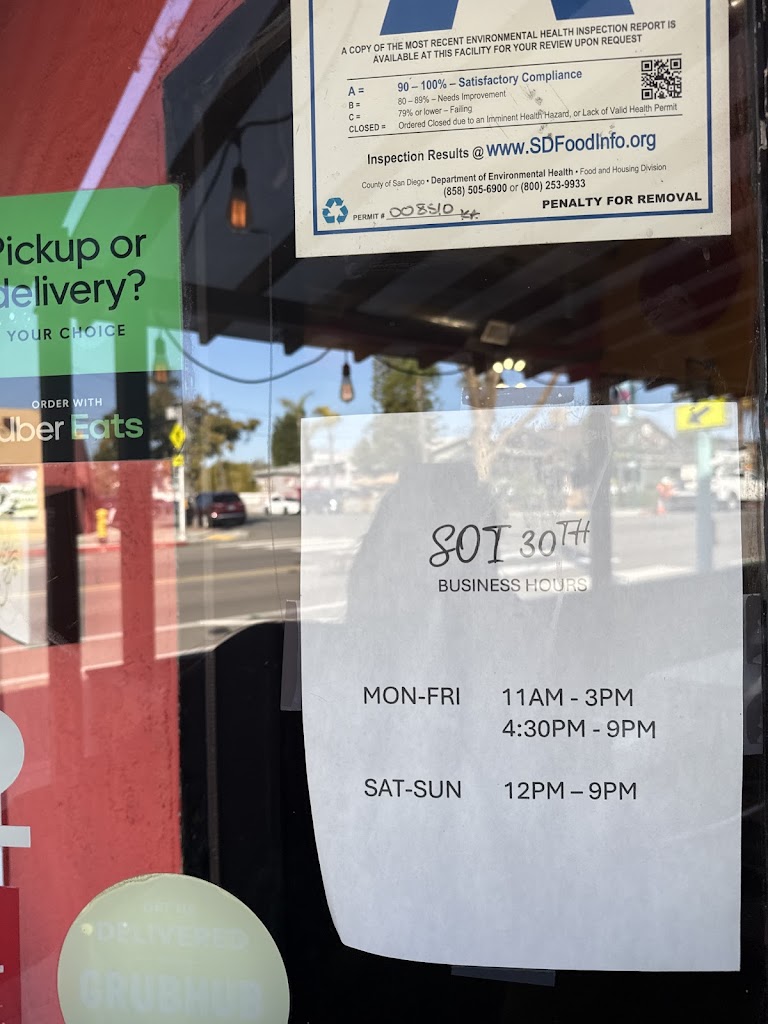 A COPY OF THE MOST RECENT ENVIRONMENTAL HEALTH INSPECTION REPORT IS
AVAILABLE AT THIS FACILITY FOR YOUR REVIEW UPON REQUEST
A = 90 – 100% – Satisfactory Compliance
B = 80 – 89% – Needs Improvement
C = 79% or lower – Failing
CLOSED = Ordered Closed due to an Imminent Health Hazard, or Lack of Valid Health Permit
Inspection Results @ www.SDFoodInfo.org
County of San Diego • Department of Environmental Health • Food and Housing Division
(858) 505-6900 or (800) 253-9933
PERMIT #
PENALTY FOR REMOVAL
Pickup or
delivery?
YOUR CHOICE
ORDER WITH
Uber Eats
SOI 30TH
BUSINESS HOURS
MON-FRI 11AM - 3PM
4:30PM - 9PM
SAT-SUN 12PM – 9PM
DELIVERED
GRUBHUB